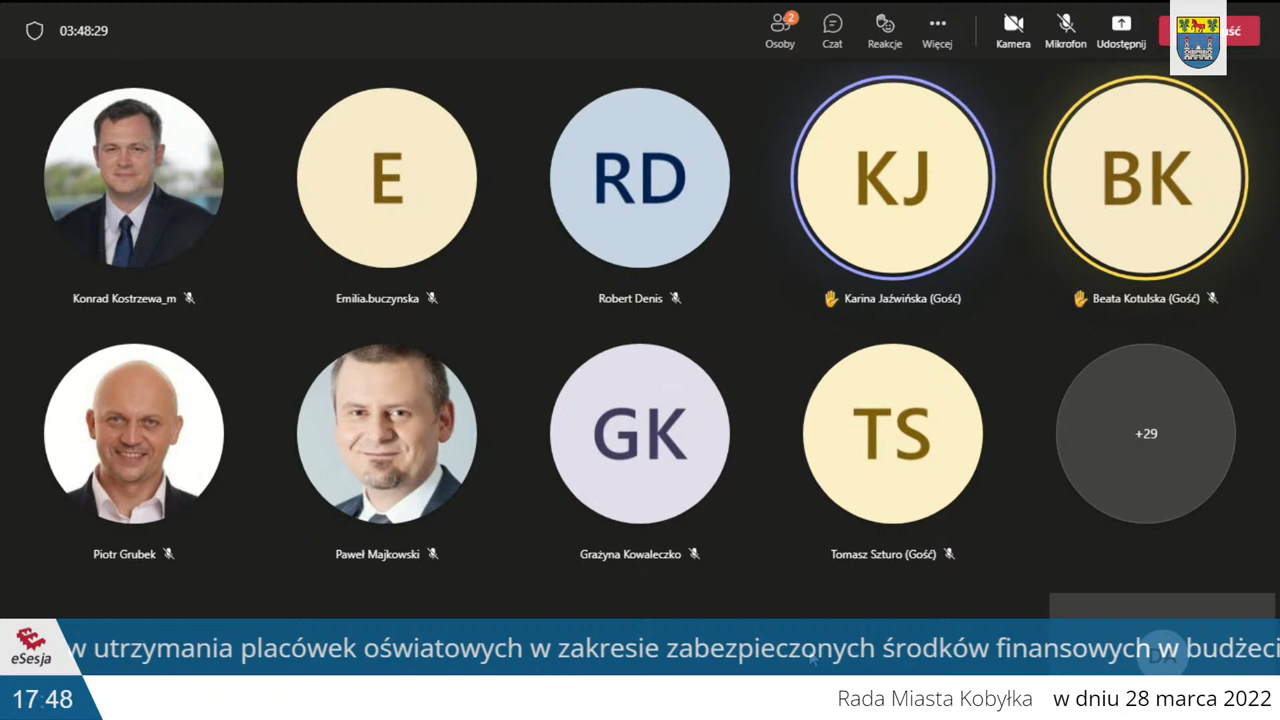 03:48:29
2
Osoby
Czat
Reakcje
Więcej
Kamera
Mikrofon
Udostępnij
E
RD
KJ
BK
Konrad Kostrzewa_m
Emilia.buczynska
Robert Denis
Karina Jaźwińska (Gość)
Beata Kotulska (Gość)
GK
TS
+29
Piotr Grubek
Paweł Majkowski
Grażyna Kowaleczko
Tomasz Szturo (Gość)
eSesja
w utrzymania placówek oświatowych w zakresie zabezpieczonych środków finansowych w budżeci
17:48
Rada Miasta Kobyłka w dniu 28 marca 2022